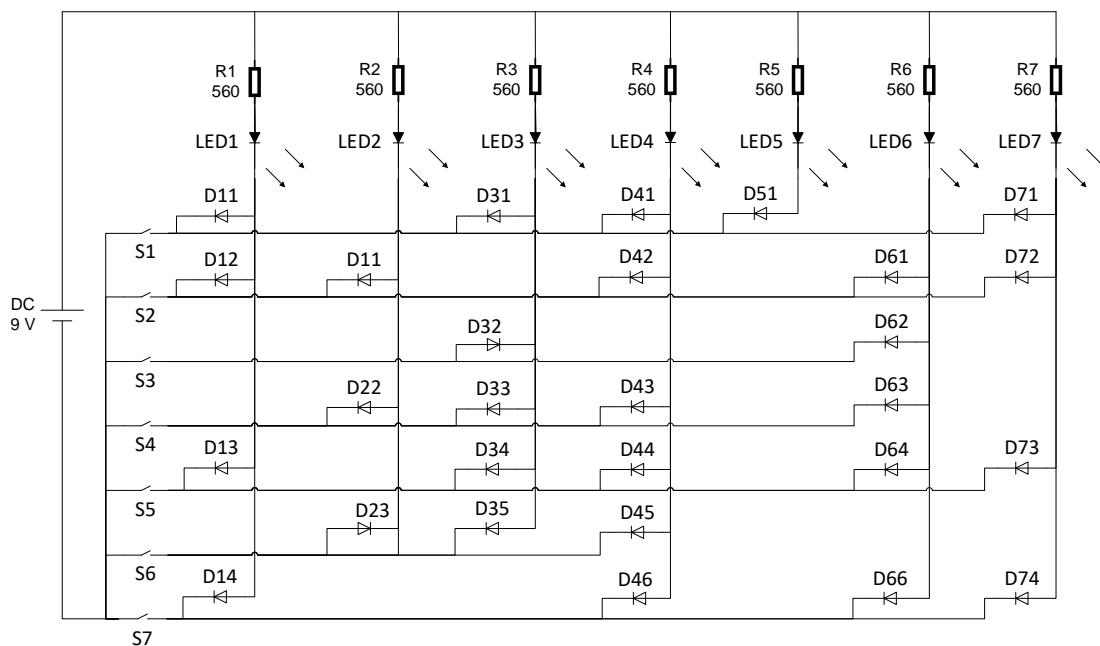 R1 R2 R3 R4 R5 R6 R7
560 560 560 560 560 560 560
LED1 LED2 LED3 LED4 LED5 LED6 LED7
D11 D31 D41 D51 D71
S1
D12 D11 D42 D61 D72
DC
9 V
S2
D32 D62
S3
D22 D33 D43 D63
S4
D13 D34 D44 D64 D73
S5
D23 D35 D45
S6
D14 D46 D66 D74
S7